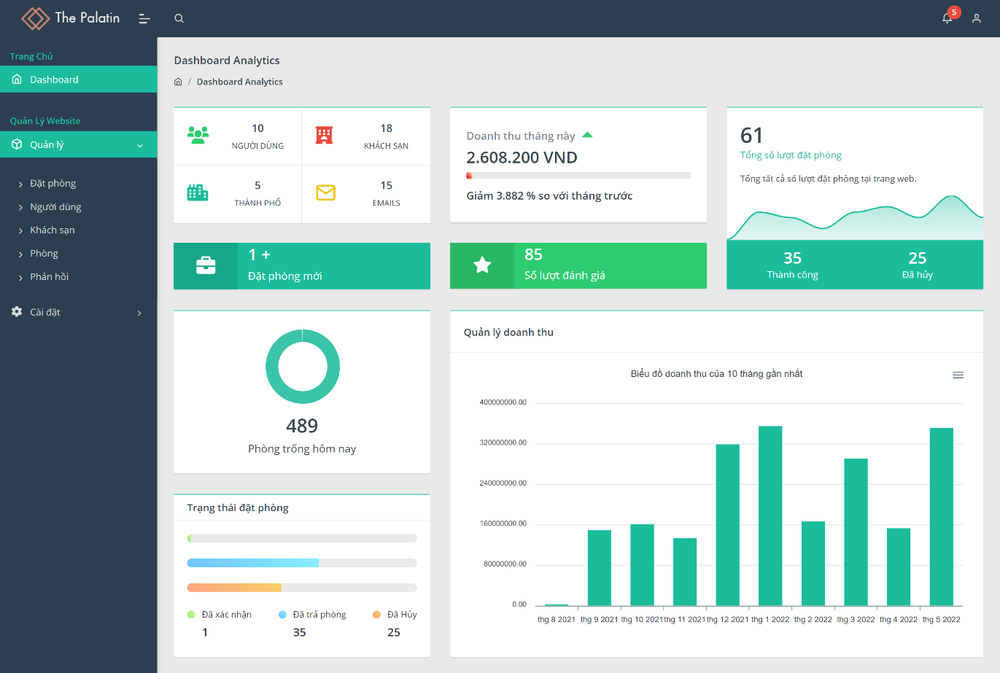 The Palatin
5
Trang Chủ
Dashboard
Quản Lý Website
Quản lý
Đặt phòng
Người dùng
Khách sạn
Phòng
Phản hồi
Cài đặt
Dashboard Analytics
/ Dashboard Analytics
10
NGƯỜI DÙNG
18
KHÁCH SẠN
5
THÀNH PHỐ
15
EMAILS
Doanh thu tháng này
2.608.200 VND
Giảm 3.882 % so với tháng trước
61
Tổng số lượt đặt phòng
Tổng tất cả số lượt đặt phòng tại trang web.
35
Thành công
25
Đã hủy
1 +
Đặt phòng mới
85
Số lượt đánh giá
489
Phòng trống hôm nay
Trạng thái đặt phòng
Đã xác nhận
1
Đã trả phòng
35
Đã Hủy
25
Quản lý doanh thu
Biểu đồ doanh thu của 10 tháng gần nhất
400000000.00
320000000.00
240000000.00
160000000.00
80000000.00
0.00
thg 8 2021 thg 9 2021 thg 10 2021 thg 11 2021 thg 12 2021 thg 1 2022 thg 2 2022 thg 3 2022 thg 4 2022 thg 5 2022